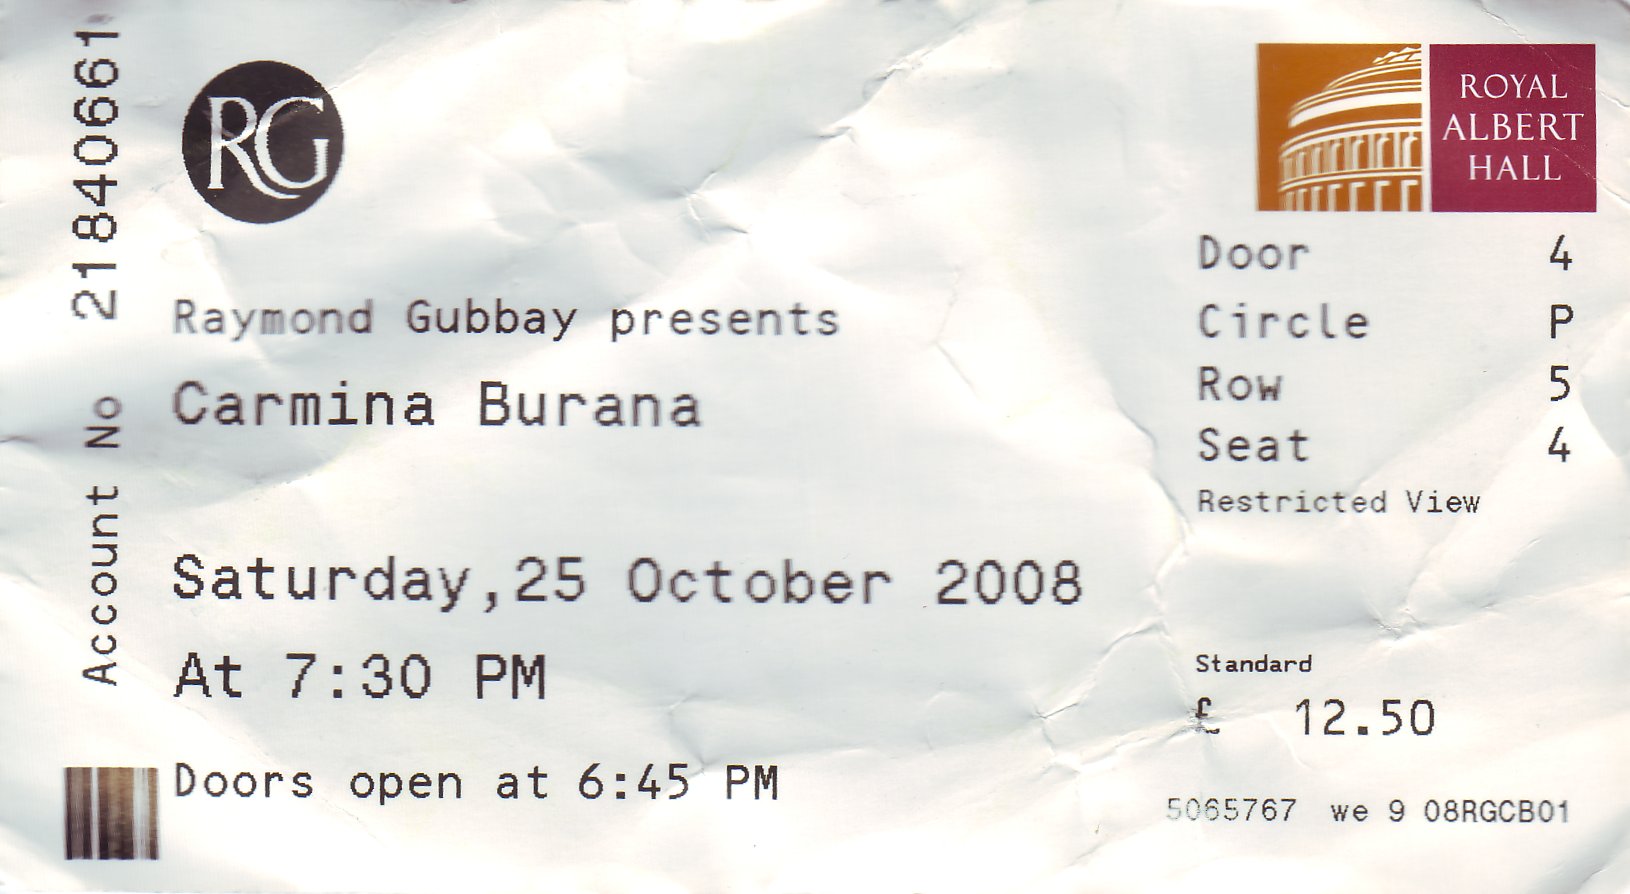 Account No 21840661
RG
Raymond Gubbay presents
Carmina Burana
Saturday,25 October 2008
At 7:30 PM
Doors open at 6:45 PM
ROYAL
ALBERT
HALL
Door 4
Circle P
Row 5
Seat 4
Restricted View
Standard
£ 12.50
5065767 we 9 08RGCB01